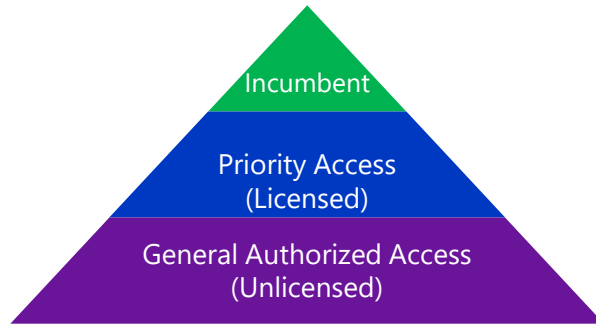 Incumbent
Priority Access
(Licensed)
General Authorized Access
(Unlicensed)